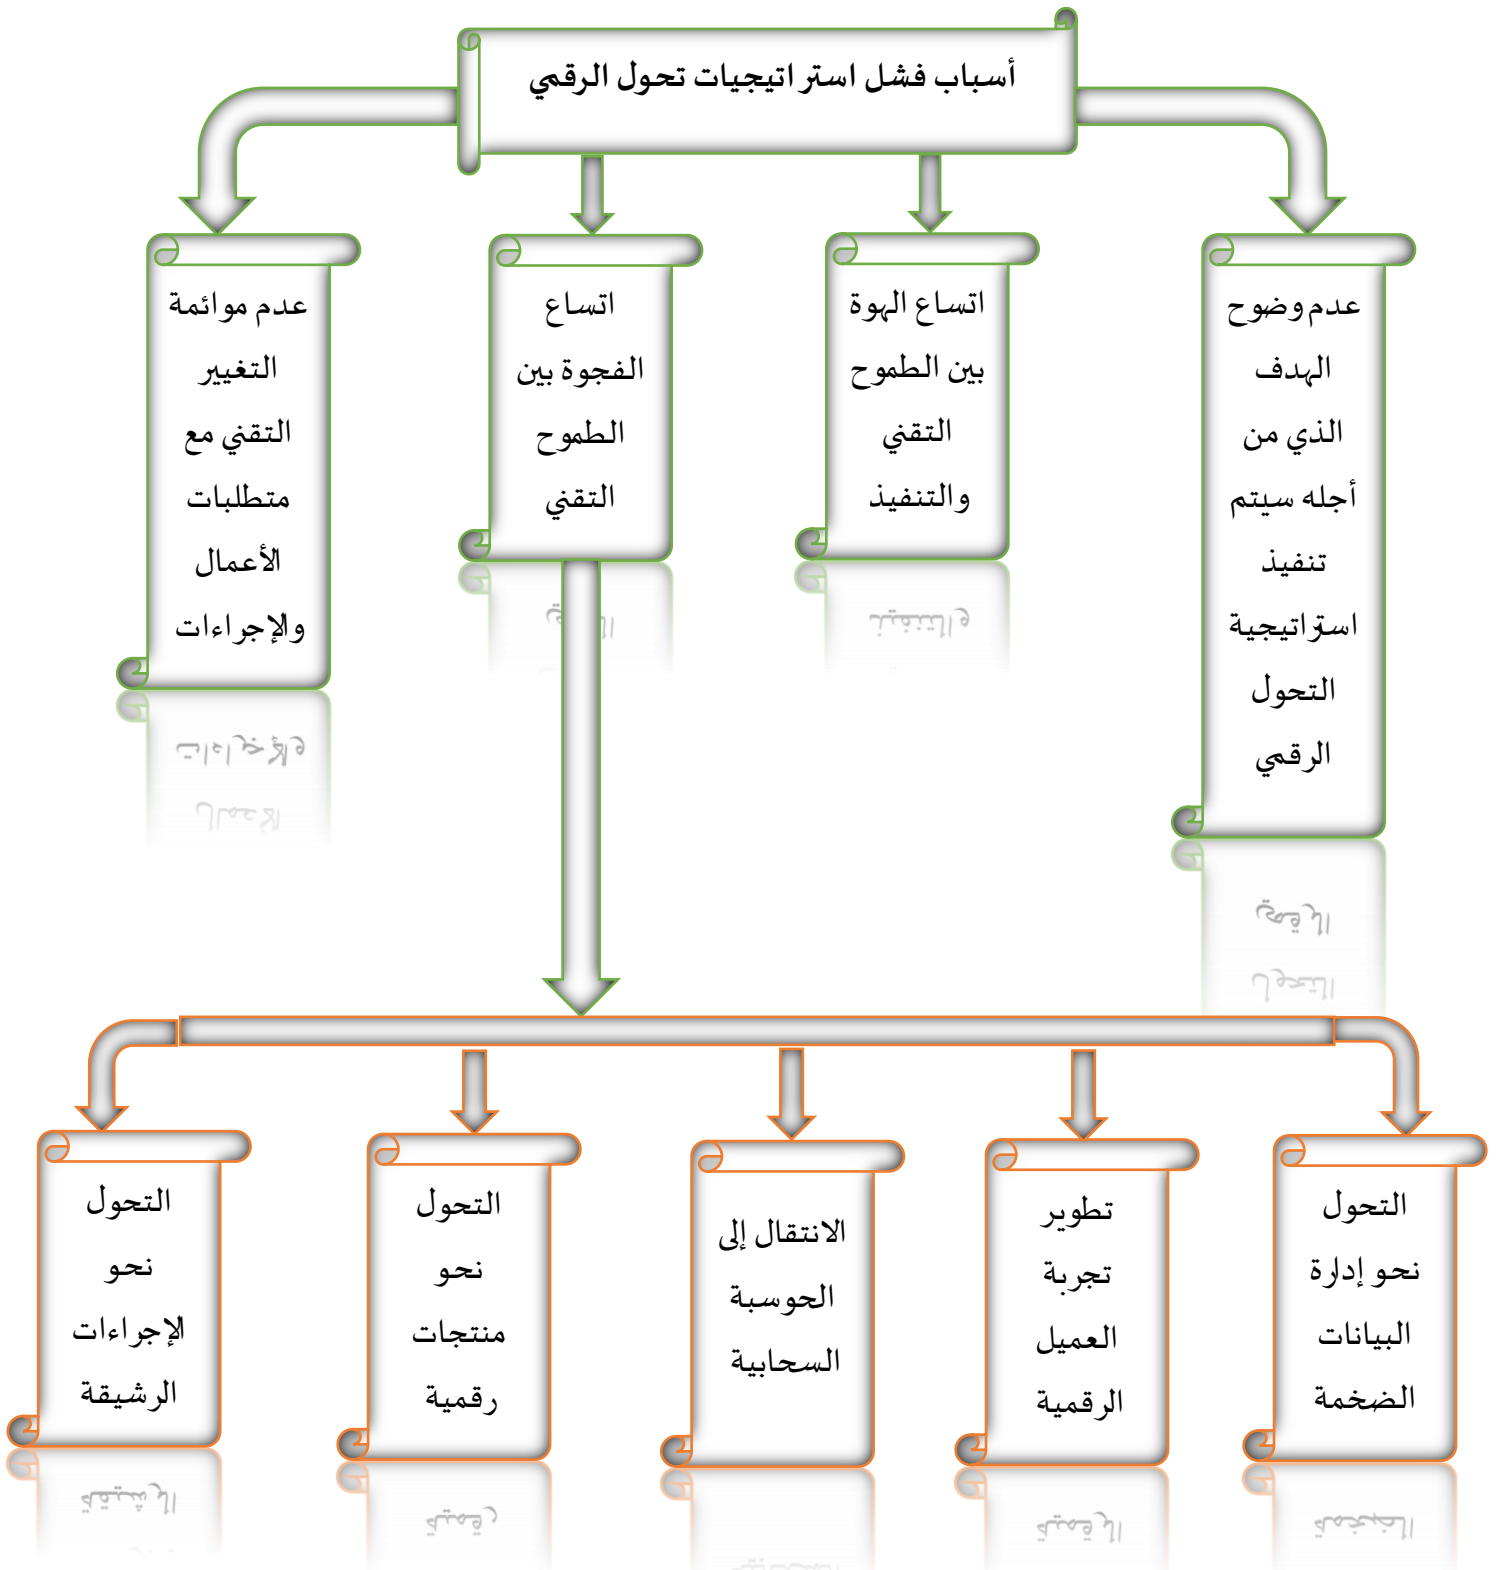 أسباب فشل استراتيجيات تحول الرقمي
عدم وضوح
الهدف
الذي من
أجله سيتم
تنفيذ
استراتيجية
التحول
الرقمي
اتساع الهوة
بين الطموح
التقني
والتنفيذ
اتساع
الفجوة بين
الطموح
التقني
عدم موائمة
التغيير
التقني مع
متطلبات
الأعمال
والإجراءات
التحول
نحو إدارة
البيانات
الضخمة
تطوير
تجربة
العميل
الرقمية
الانتقال إلى
الحوسبة
السحابية
التحول
نحو
منتجات
رقمية
التحول
نحو
الإجراءات
الرشيقة